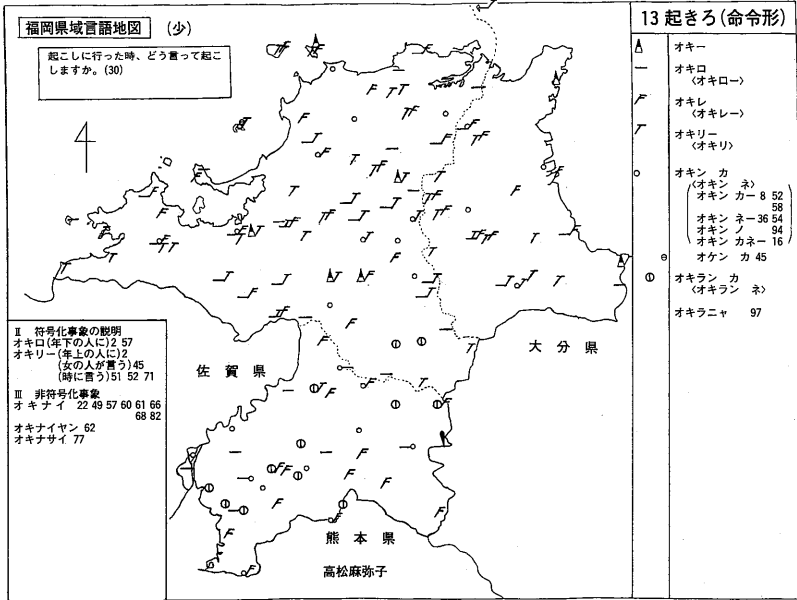 福岡県域言語地図 (少)
起こしに行った時、どう言って起こ
しますか。(30)
13 起きろ(命令形)
オキー
オキロ
〈オキロー〉
オキレ
〈オキレー〉
オキリー
〈オキリ〉
オキン カ
〈オキン ネ〉
オキン カー 8 52
58
オキン ネー 36 54
オキン ノ 94
オキン カネー 16
オケン カ 45
オキラン カ
〈オキラン ネ〉
オキラニャ 97
Ⅱ 符号化事象の説明
オキロ(年下の人に)2 57
オキリー(年上の人に)2
(女の人が言う)45
(時に言う)51 52 71
Ⅲ 非符号化事象
オキナイ 22 49 57 60 61 66
68 82
オキナイヤン 62
オキナサイ 77
佐賀県
大分県
熊本県
高松麻弥子